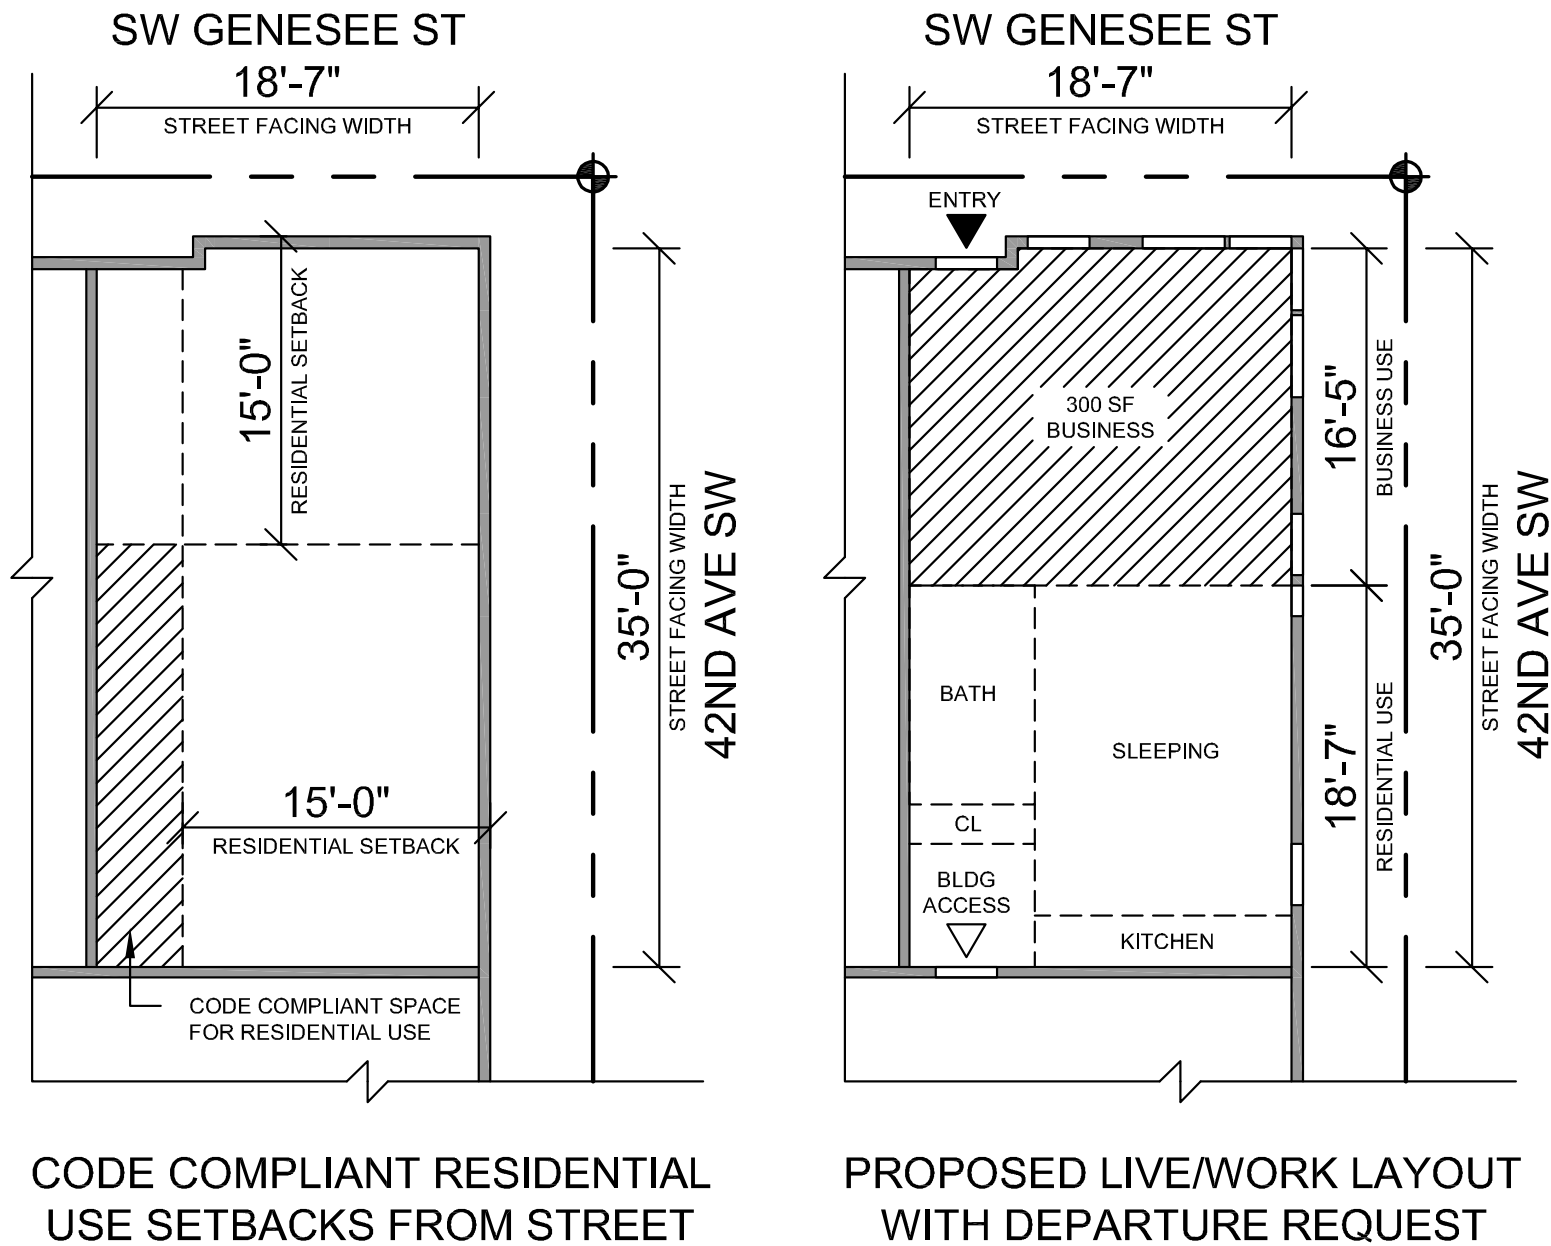 SW GENESEE ST
18'-7"
STREET FACING WIDTH
15'-0"
RESIDENTIAL SETBACK
35'-0"
STREET FACING WIDTH
42ND AVE SW
15'-0"
RESIDENTIAL SETBACK
CODE COMPLIANT SPACE
FOR RESIDENTIAL USE
CODE COMPLIANT RESIDENTIAL
USE SETBACKS FROM STREET
SW GENESEE ST
18'-7"
STREET FACING WIDTH
ENTRY
300 SF
BUSINESS
16'-5"
BUSINESS USE
35'-0"
STREET FACING WIDTH
42ND AVE SW
BATH
SLEEPING
18'-7"
RESIDENTIAL USE
CL
BLDG
ACCESS
KITCHEN
PROPOSED LIVE/WORK LAYOUT
WITH DEPARTURE REQUEST